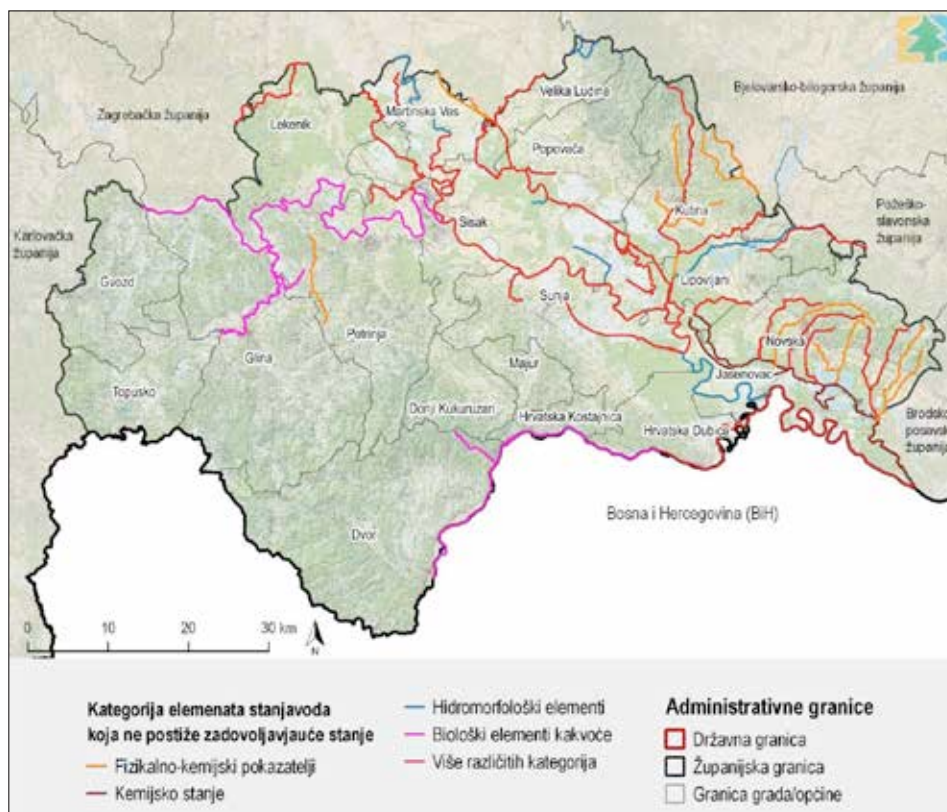 Zagrebačka županija
Bjelovarsko-bilogorska županija
Velika Ludina
Martinska Ves
Lekenik
Popovača
Kutina
Požeško-
slavonska
županija
Karlovačka
županija
Sisak
Gvozd
Lipovljani
Sunja
Petrinja
Glina
Novska
Majur
Jasenovac
Topusko
Donji Kukuruzari
Hrvatska Kostajnica
Hrvatska Dubica
Brodsko-
posavska
županija
Bosna i Hercegovina (BiH)
Dvor
0 10 20 30 km
N
Kategorija elemenata stanjavoda
koja ne postiže zadovoljavjauće stanje
Fizikalno-kemijski pokazatelji
Kemijsko stanje
Hidromorfološki elementi
Biološki elementi kakvoće
Više različitih kategorija
Administrativne granice
Državna granica
Županijska granica
Granica grada/općine